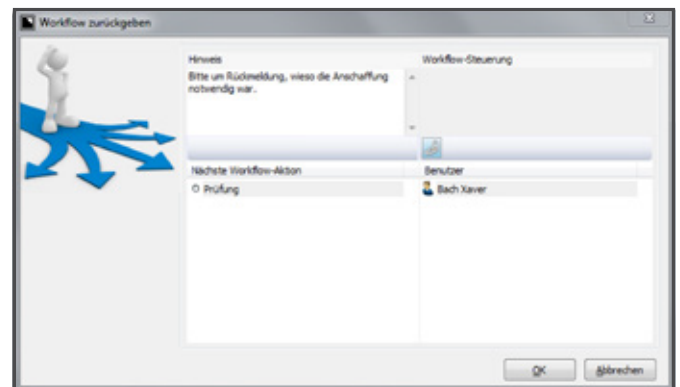 Workflow zurückgeben
Hinweis
Workflow-Steuerung
Bitte um Rückmeldung, wieso die Anschaffung
notwendig war.
Nächste Workflow-Aktion
Benutzer
Prüfung
Bach Xaver
OK
Abbrechen